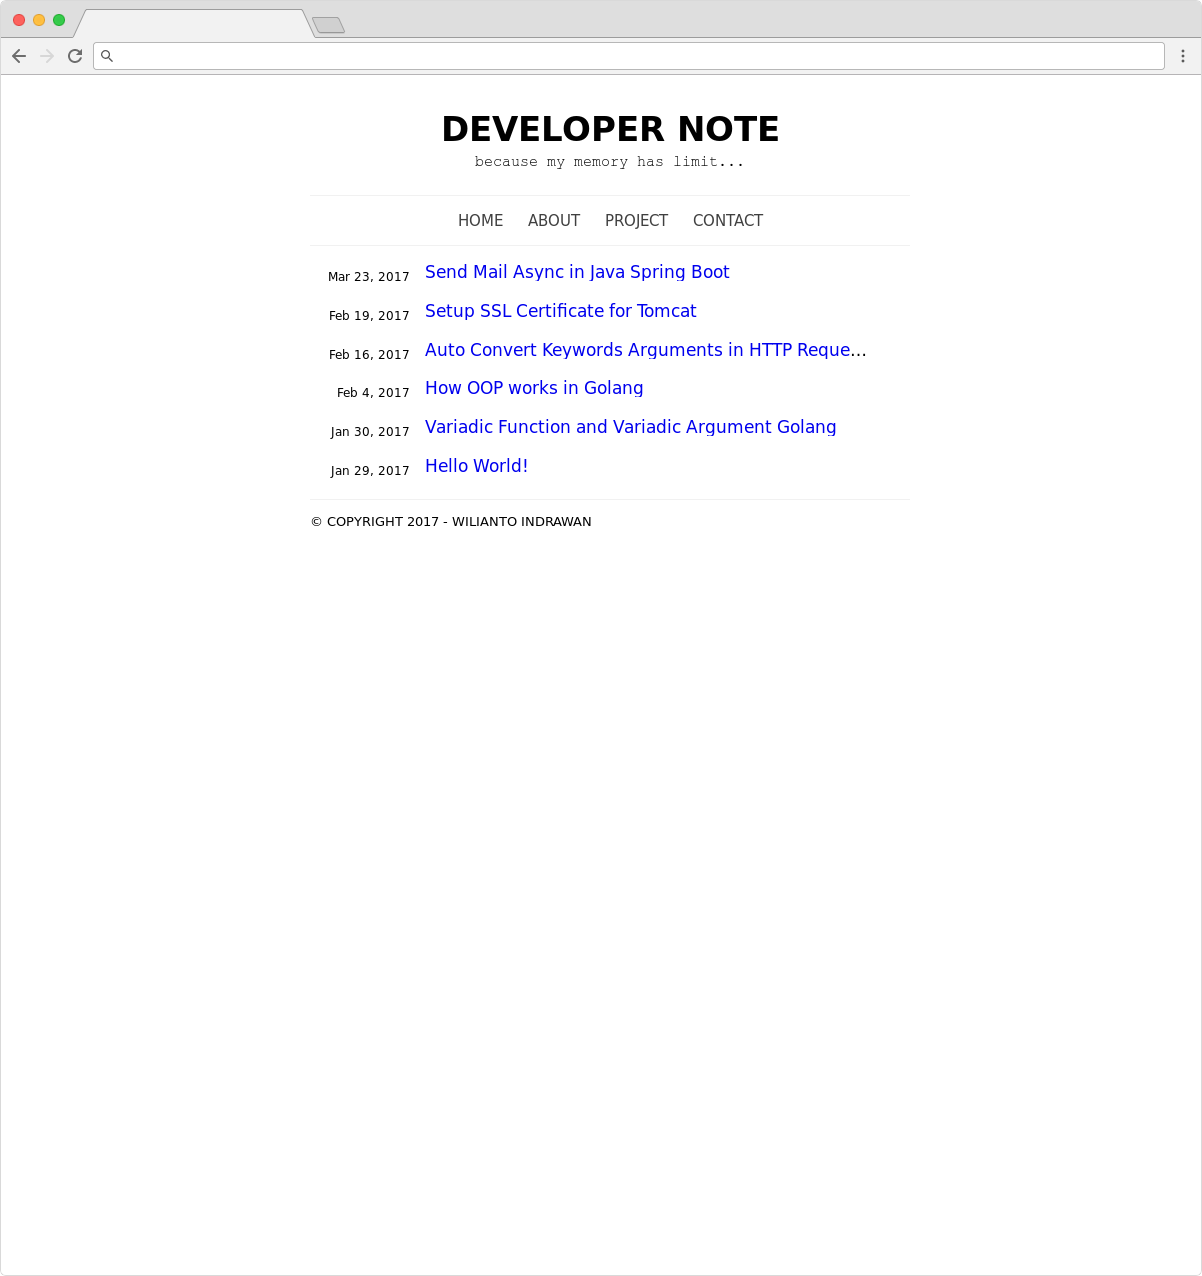 DEVELOPER NOTE
because my memory has limit...
HOME ABOUT PROJECT CONTACT
Mar 23, 2017 Send Mail Async in Java Spring Boot
Feb 19, 2017 Setup SSL Certificate for Tomcat
Feb 16, 2017 Auto Convert Keywords Arguments in HTTP Reque...
Feb 4, 2017 How OOP works in Golang
Jan 30, 2017 Variadic Function and Variadic Argument Golang
Jan 29, 2017 Hello World!
© COPYRIGHT 2017 - WILIANTO INDRAWAN